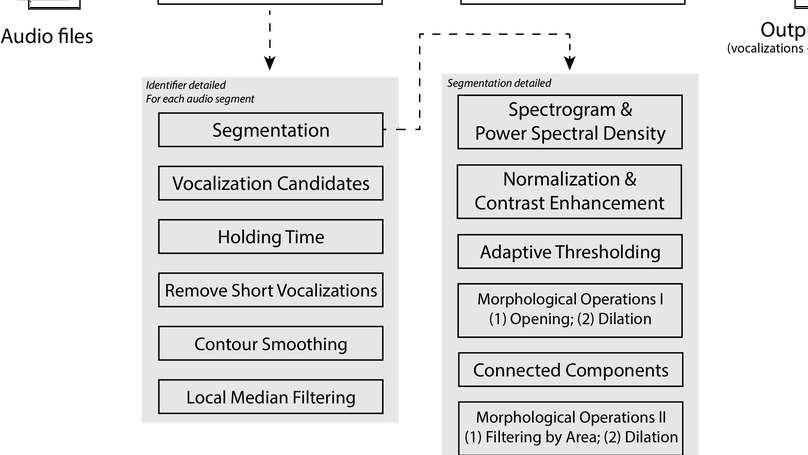 Audio files
Outp
(vocalizations
Identifier detailed
For each audio segment
Segmentation
Vocalization Candidates
Holding Time
Remove Short Vocalizations
Contour Smoothing
Local Median Filtering
Segmentation detailed
Spectrogram &
Power Spectral Density
Normalization &
Contrast Enhancement
Adaptive Thresholding
Morphological Operations I
(1) Opening; (2) Dilation
Connected Components
Morphological Operations II
(1) Filtering by Area; (2) Dilation